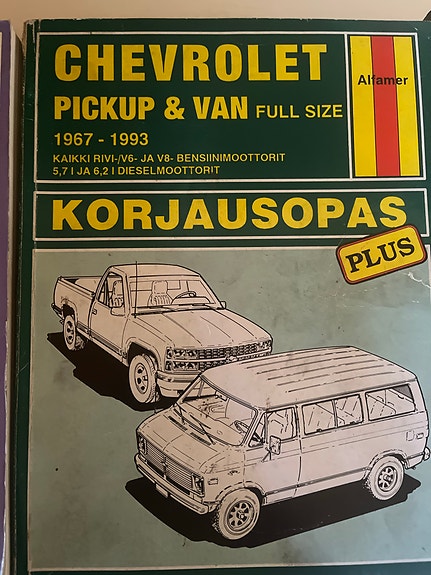 CHEVROLET
Alfamer
PICKUP & VAN FULL SIZE
1967 - 1993
KAIKKI RIVI-/V6- JA V8- BENSIINIMOOTTORIT
5,7 l JA 6,2 l DIESELMOOTTORIT
KORJAUSOPAS
PLUS